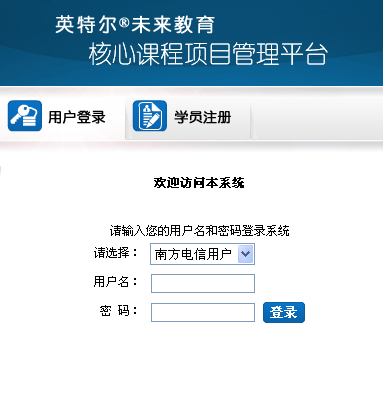 英特尔®未来教育
核心课程项目管理平台
用户登录 学员注册
欢迎访问本系统
请输入您的用户名和密码登录系统
请选择： 南方电信用户
用户名：
密 码： 登录